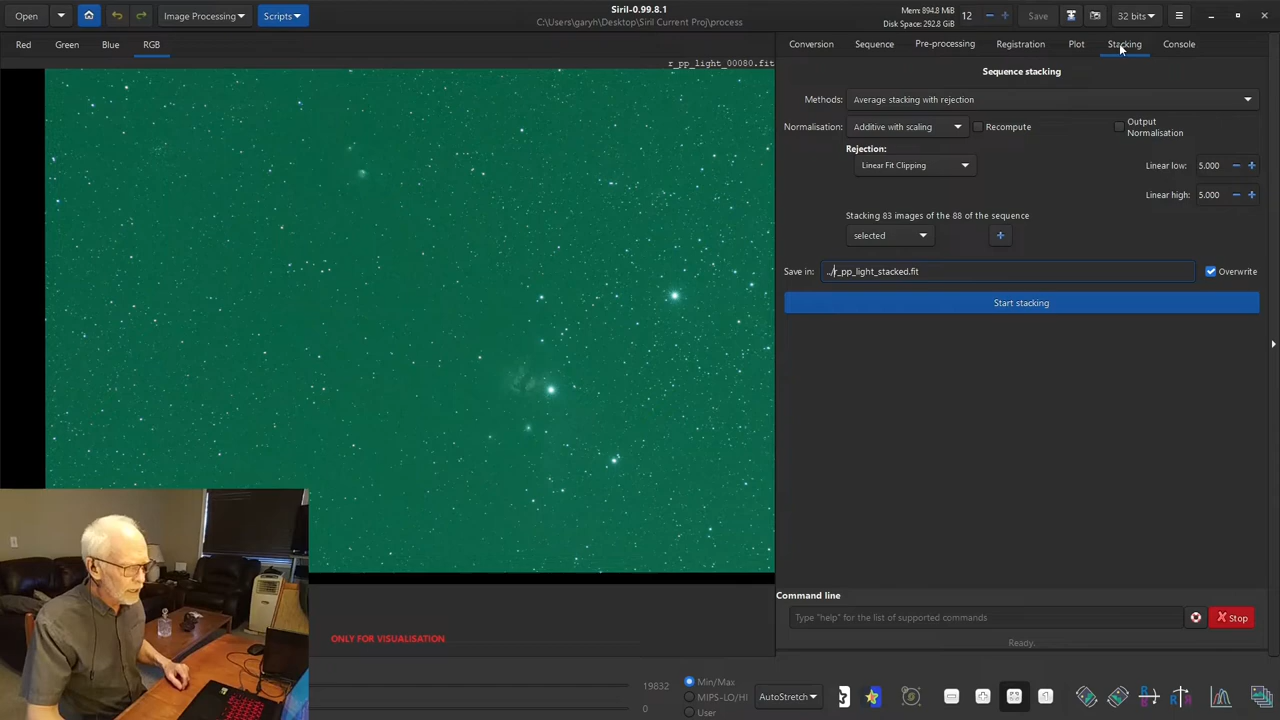 Siril-0.99.8.1
Open
Image Processing
Scripts
C:\Users\garyh\Desktop\Siril Current Proj\process
Mem: 894.8 MiB
Disk Space: 292.8 GiB
12
Save
32 bits
Red
Green
Blue
RGB
r_pp_light_00080.fit
Conversion
Sequence
Pre-processing
Registration
Plot
Stacking
Console
Sequence stacking
Methods:
Average stacking with rejection
Normalisation:
Additive with scaling
Recompute
Output
Normalisation
Rejection:
Linear Fit Clipping
Linear low:
5.000
Linear high:
5.000
Stacking 83 images of the 88 of the sequence
selected
Save in:
../r_pp_light_stacked.fit
Overwrite
Start stacking
Command line
Type "help" for the list of supported commands
Stop
Ready.
ONLY FOR VISUALISATION
19832
0
Min/Max
MIPS-LO/HI
User
AutoStretch